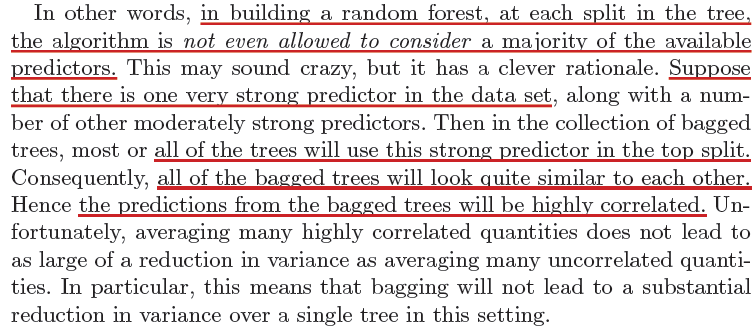 In other words, in building a random forest, at each split in the tree,
the algorithm is not even allowed to consider a majority of the available
predictors. This may sound crazy, but it has a clever rationale. Suppose
that there is one very strong predictor in the data set, along with a num-
ber of other moderately strong predictors. Then in the collection of bagged
trees, most or all of the trees will use this strong predictor in the top split.
Consequently, all of the bagged trees will look quite similar to each other.
Hence the predictions from the bagged trees will be highly correlated. Un-
fortunately, averaging many highly correlated quantities does not lead to
as large of a reduction in variance as averaging many uncorrelated quanti-
ties. In particular, this means that bagging will not lead to a substantial
reduction in variance over a single tree in this setting.